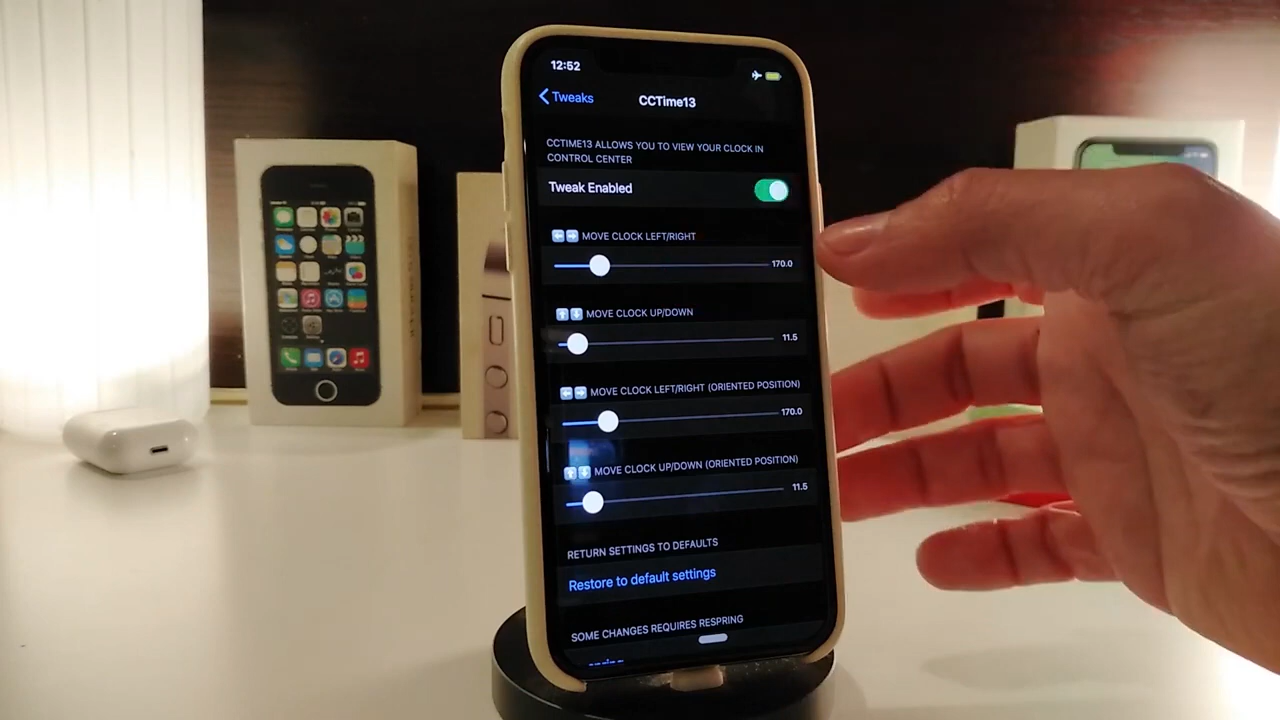 12:52
Tweaks
CCTime13
CCTIME13 ALLOWS YOU TO VIEW YOUR CLOCK IN
CONTROL CENTER
Tweak Enabled
MOVE CLOCK LEFT/RIGHT
170.0
MOVE CLOCK UP/DOWN
11.5
MOVE CLOCK LEFT/RIGHT (ORIENTED POSITION)
170.0
MOVE CLOCK UP/DOWN (ORIENTED POSITION)
11.5
RETURN SETTINGS TO DEFAULTS
Restore to default settings
SOME CHANGES REQUIRES RESPRING